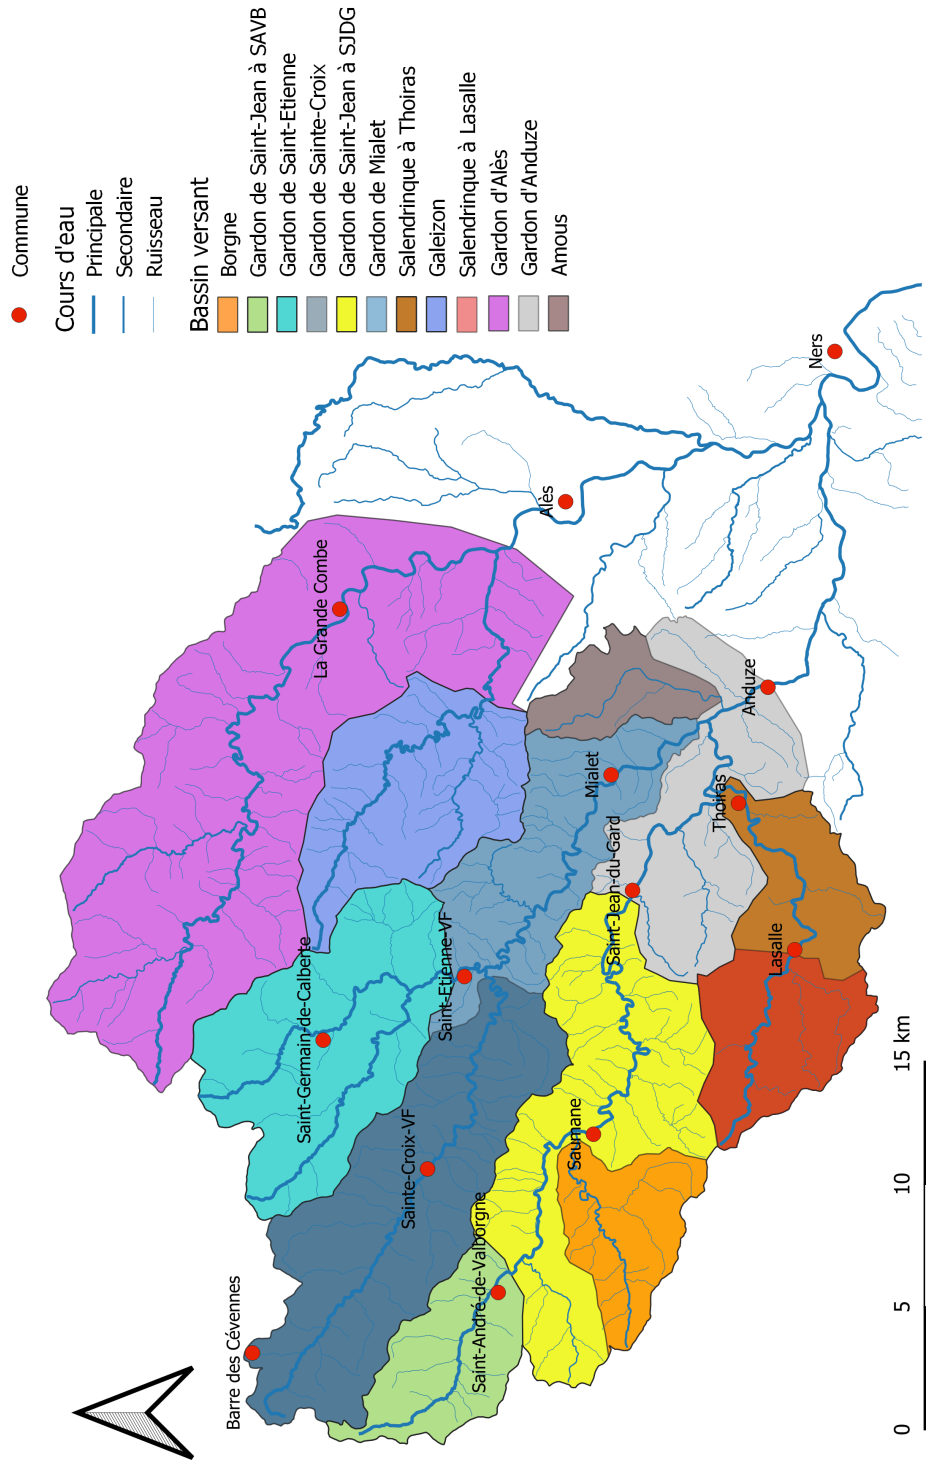 Commune
Cours d'eau
Principale
Secondaire
Ruisseau
Bassin versant
Borgne
Gardon de Saint-Jean à SAVB
Gardon de Saint-Etienne
Gardon de Sainte-Croix
Gardon de Saint-Jean à SJDG
Gardon de Mialet
Salendrinque à Thoiras
Galeizon
Salendrinque à Lasalle
Gardon d'Alès
Gardon d'Anduze
Amous
Barre des Cévennes
Saint-Germain-de-Calberte
La Grande Combe
Sainte-Croix-VF
Saint-Etienne-VF
Saint-André-de-Valborgne
Alès
Saumane
Mialet
Saint-Jean-du-Gard
Thoiras
Anduze
Lasalle
Ners
0 5 10 15 km